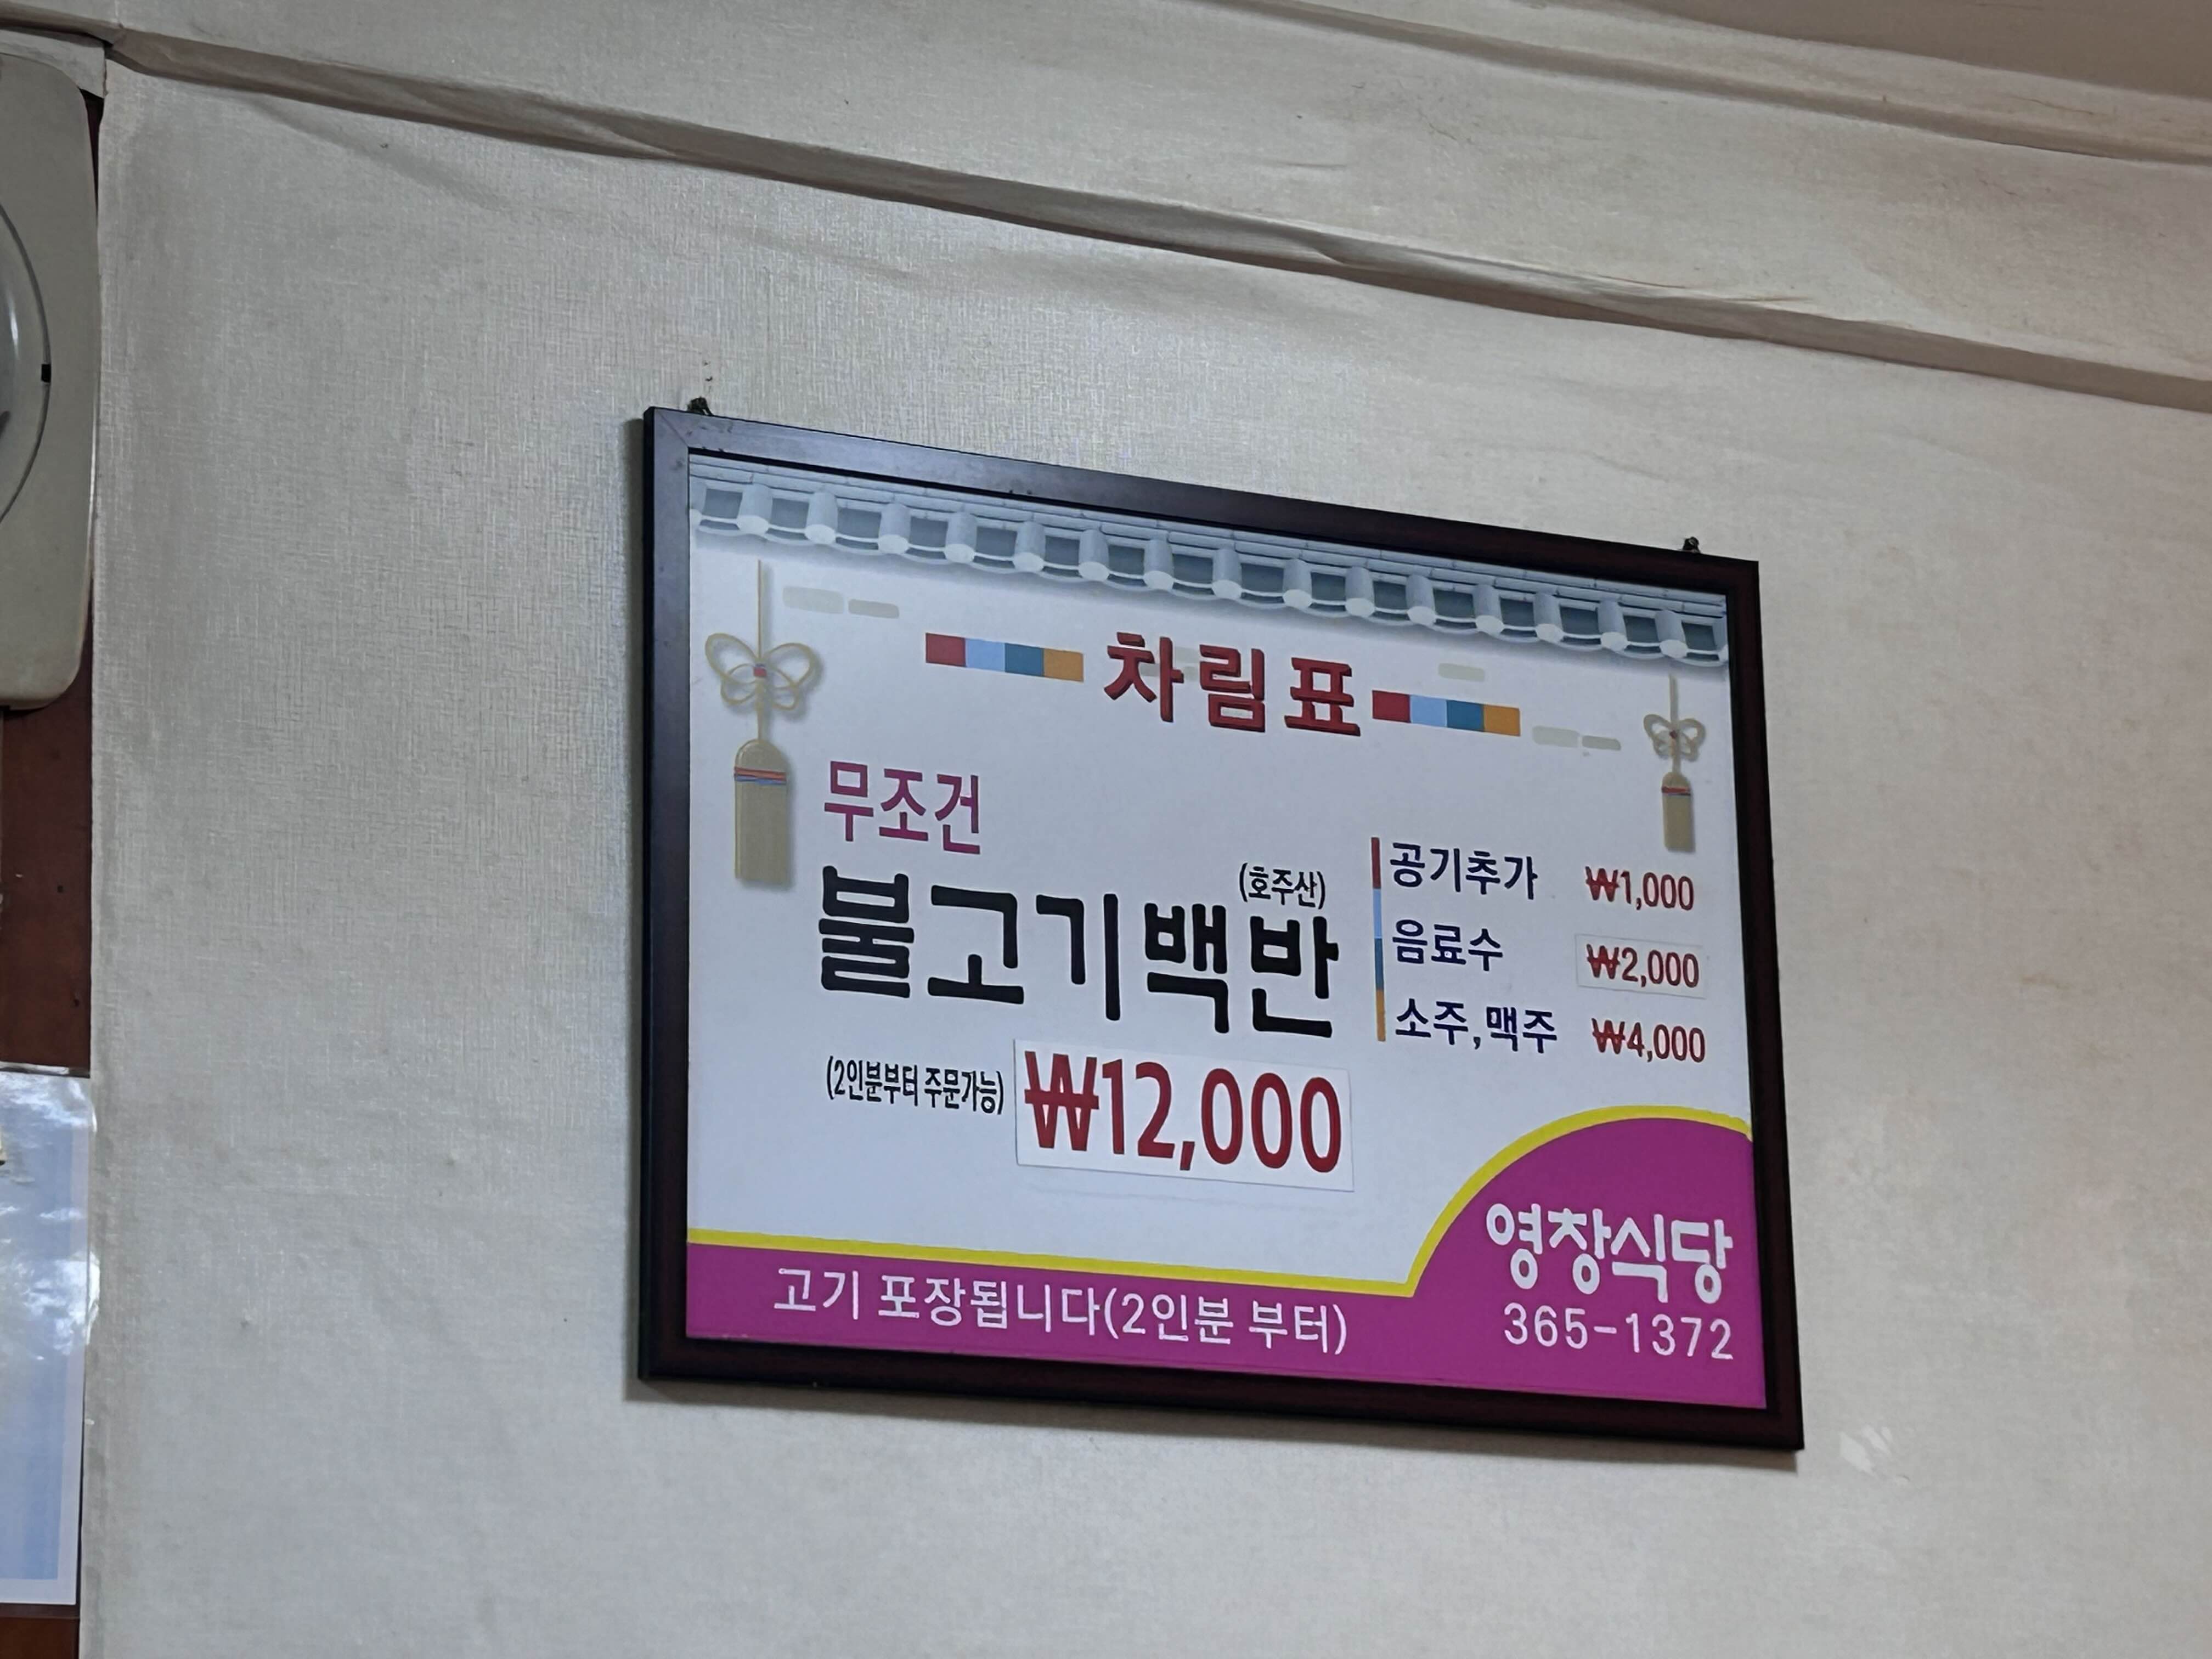 차림표
무조건
(호주산)
불고기백반
(2인분부터 주문가능) ₩12,000
공기추가 ₩1,000
음료수 ₩2,000
소주,맥주 ₩4,000
고기 포장됩니다(2인분 부터)
영창식당
365-1372